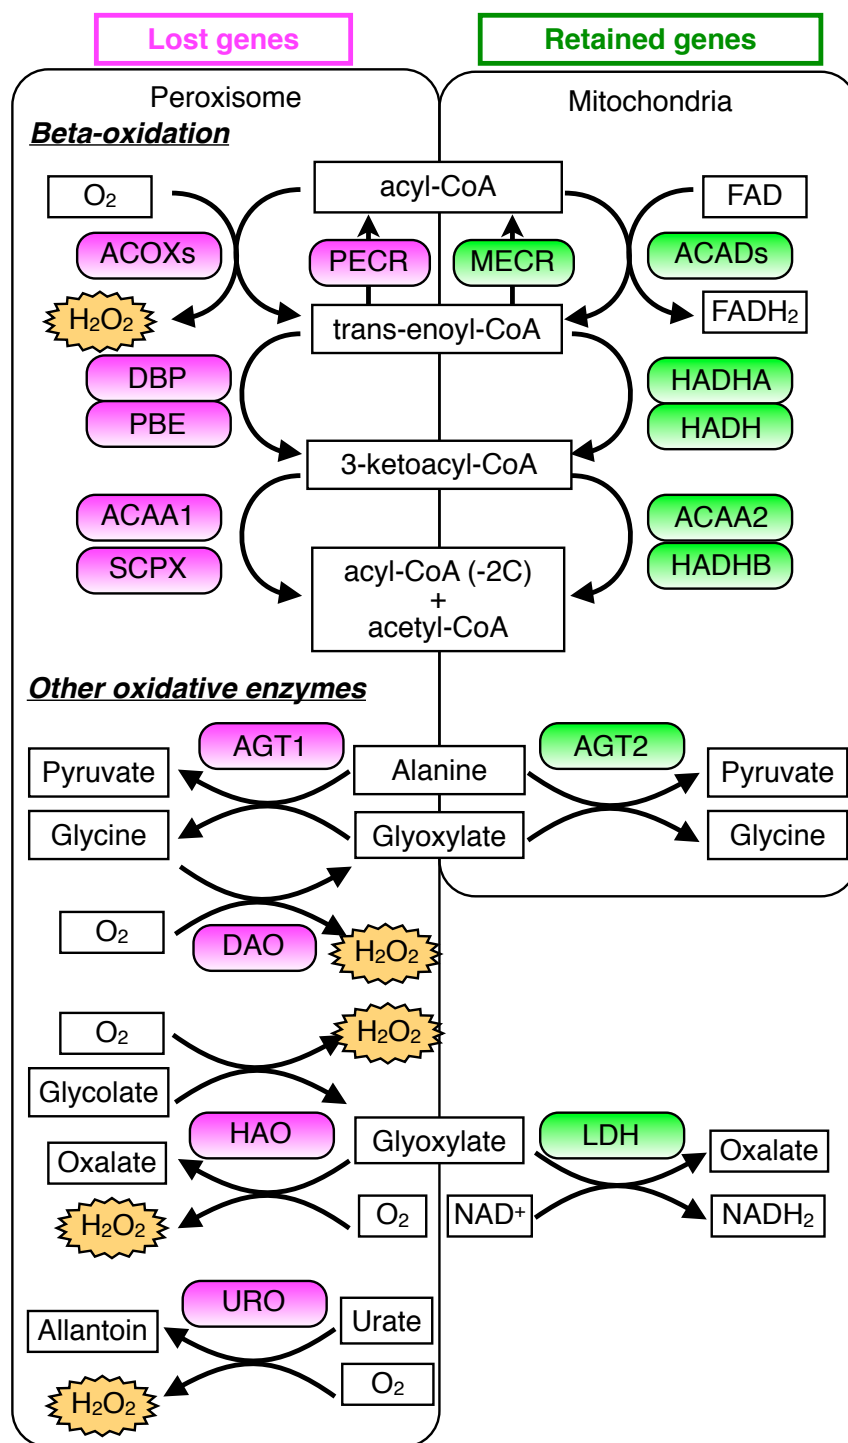 Lost genes
Retained genes
Peroxisome
Mitochondria
Beta-oxidation
O₂
acyl-CoA
FAD
ACOXs
PECR
MECR
ACADs
H₂O₂
trans-enoyl-CoA
FADH₂
DBP
HADHA
PBE
HADH
3-ketoacyl-CoA
ACAA1
ACAA2
SCPX
HADHB
acyl-CoA (-2C)
+
acetyl-CoA
Other oxidative enzymes
AGT1
AGT2
Pyruvate
Alanine
Pyruvate
Glycine
Glyoxylate
Glycine
O₂
DAO
H₂O₂
O₂
H₂O₂
Glycolate
HAO
Glyoxylate
LDH
Oxalate
Oxalate
H₂O₂
O₂
NAD⁺
NADH₂
URO
Allantoin
Urate
H₂O₂
O₂